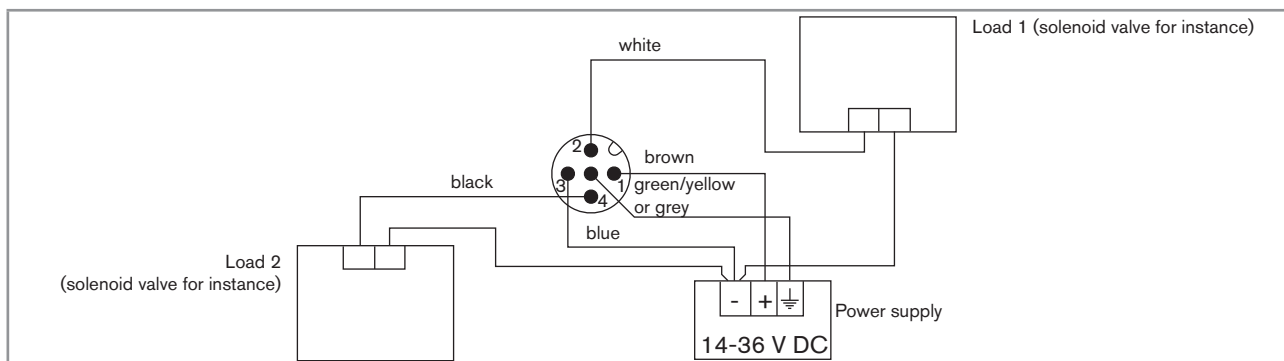 Load 1 (solenoid valve for instance)
white
2
brown
3
1
green/yellow
or grey
black
4
blue
Load 2
(solenoid valve for instance)
- +
Power supply
14-36 V DC